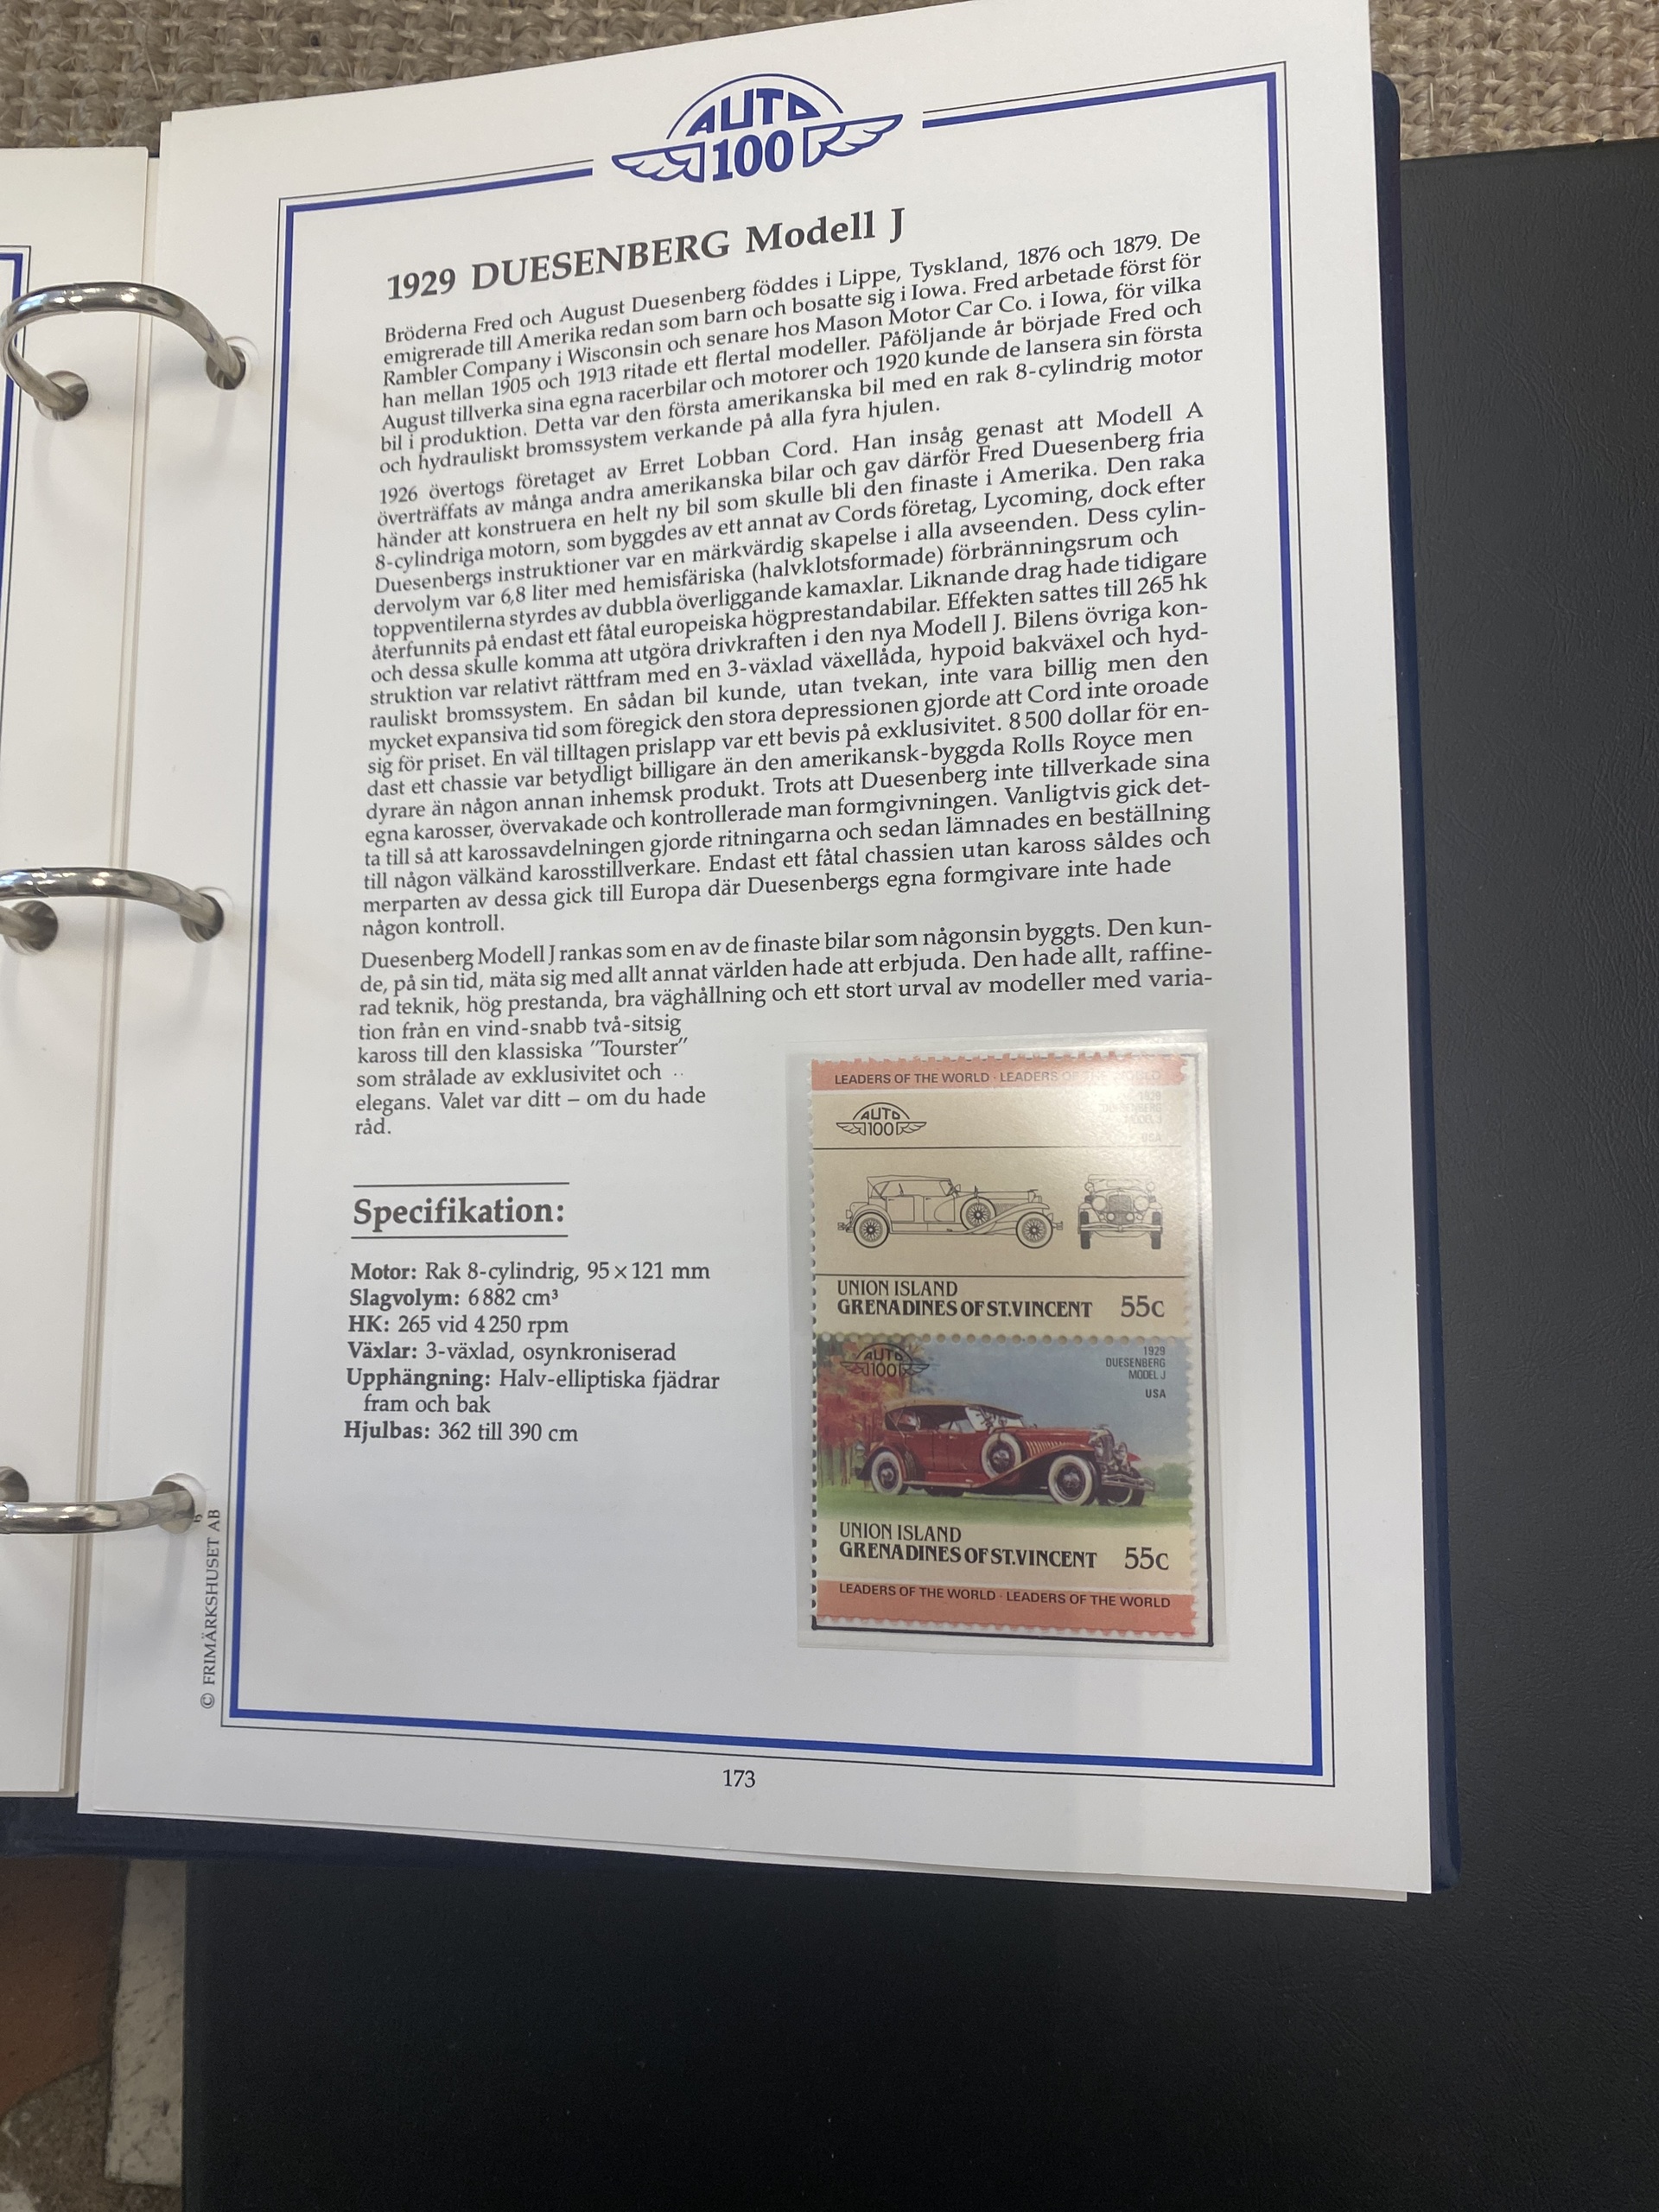 AUTO
100
1929 DUESENBERG Modell J
Bröderna Fred och August Duesenberg föddes i Lippe, Tyskland, 1876 och 1879. De
emigrerade till Amerika redan som barn och bosatte sig i Iowa. Fred arbetade först för
Rambler Company i Wisconsin och senare hos Mason Motor Car Co. i Iowa, för vilka
han mellan 1905 och 1913 ritade ett flertal modeller. Påföljande år började Fred och
August tillverka sina egna racerbilar och motorer och 1920 kunde de lansera sin första
bil i produktion. Detta var den första amerikanska bil med en rak 8-cylindrig motor
och hydrauliskt bromssystem verkande på alla fyra hjulen.
1926 övertogs företaget av Erret Lobban Cord. Han insåg genast att Modell A
överträffats av många andra amerikanska bilar och gav därför Fred Duesenberg fria
händer att konstruera en helt ny bil som skulle bli den finaste i Amerika. Den raka
8-cylindriga motorn, som byggdes av ett annat av Cords företag, Lycoming, dock efter
Duesenbergs instruktioner var en märkvärdig skapelse i alla avseenden. Dess cylin-
dervolym var 6,8 liter med hemisfäriska (halvklotsformade) förbränningsrum och
toppventilerna styrdes av dubbla överliggande kamaxlar. Liknande drag hade tidigare
återfunnits på endast ett fåtal europeiska högprestandabilar. Effekten sattes till 265 hk
och dessa skulle komma att utgöra drivkraften i den nya Modell J. Bilens övriga kon-
struktion var relativt rättfram med en 3-växlad växellåda, hypoid bakväxel och hyd-
rauliskt bromssystem. En sådan bil kunde, utan tvekan, inte vara billig men den
mycket expansiva tid som föregick den stora depressionen gjorde att Cord inte oroade
sig för priset. En väl tilltagen prislapp var ett bevis på exklusivitet. 8 500 dollar för en-
dast ett chassie var betydligt billigare än den amerikansk-byggda Rolls Royce men
dyrare än någon annan inhemsk produkt. Trots att Duesenberg inte tillverkade sina
egna karosser, övervakade och kontrollerade man formgivningen. Vanligtvis gick det-
ta till så att karossavdelningen gjorde ritningarna och sedan lämnades en beställning
till någon välkänd karosstillverkare. Endast ett fåtal chassien utan kaross såldes och
merparten av dessa gick till Europa där Duesenbergs egna formgivare inte hade
någon kontroll.
Duesenberg Modell J rankas som en av de finaste bilar som någonsin byggts. Den kun-
de, på sin tid, mäta sig med allt annat världen hade att erbjuda. Den hade allt, raffine-
rad teknik, hög prestanda, bra väghållning och ett stort urval av modeller med varia-
tion från en vind-snabb två-sitsig
kaross till den klassiska "Tourster"
som strålade av exklusivitet och
elegans. Valet var ditt – om du hade
råd.
Specifikation:
Motor: Rak 8-cylindrig, 95 × 121 mm
Slagvolym: 6 882 cm³
HK: 265 vid 4 250 rpm
Växlar: 3-växlad, osynkroniserad
Upphängning: Halv-elliptiska fjädrar
fram och bak
Hjulbas: 362 till 390 cm
LEADERS OF THE WORLD · LEADERS OF THE WORLD
AUTO
100
1929
DUESENBERG
MODEL J
USA
UNION ISLAND
GRENADINES OF ST.VINCENT 55c
AUTO
100
1929
DUESENBERG
MODEL J
USA
UNION ISLAND
GRENADINES OF ST.VINCENT 55c
LEADERS OF THE WORLD · LEADERS OF THE WORLD
© FRIMÄRKSHUSET AB
173